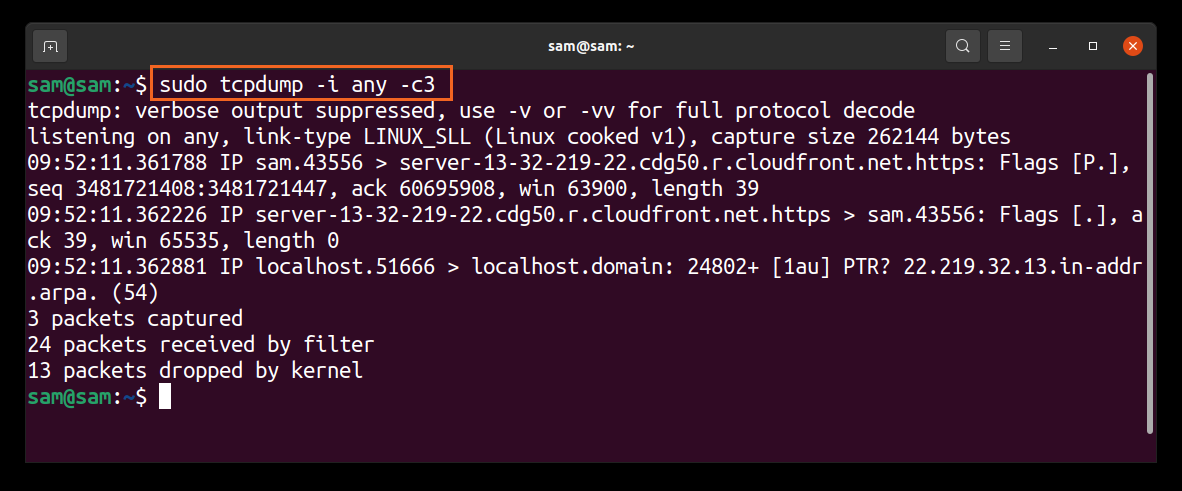 sam@sam: ~
sam@sam:~$ sudo tcpdump -i any -c3
tcpdump: verbose output suppressed, use -v or -vv for full protocol decode
listening on any, link-type LINUX_SLL (Linux cooked v1), capture size 262144 bytes
09:52:11.361788 IP sam.43556 > server-13-32-219-22.cdg50.r.cloudfront.net.https: Flags [P.],
seq 3481721408:3481721447, ack 60695908, win 63900, length 39
09:52:11.362226 IP server-13-32-219-22.cdg50.r.cloudfront.net.https > sam.43556: Flags [.], a
ck 39, win 65535, length 0
09:52:11.362881 IP localhost.51666 > localhost.domain: 24802+ [1au] PTR? 22.219.32.13.in-addr
.arpa. (54)
3 packets captured
24 packets received by filter
13 packets dropped by kernel
sam@sam:~$